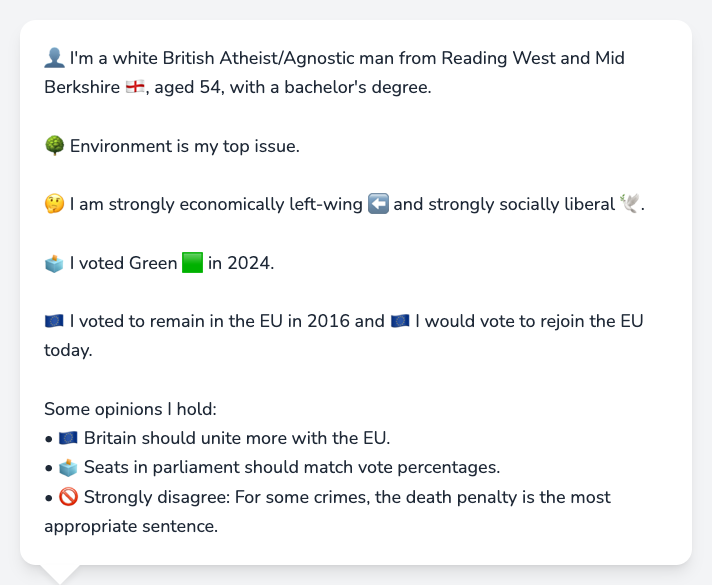 👤 I'm a white British Atheist/Agnostic man from Reading West and Mid
Berkshire 🏴󠁧󠁢󠁥󠁮󠁧󠁿, aged 54, with a bachelor's degree.
🌳 Environment is my top issue.
🤔 I am strongly economically left-wing ⬅️ and strongly socially liberal 🕊️.
🗳️ I voted Green 🟩 in 2024.
🇪🇺 I voted to remain in the EU in 2016 and 🇪🇺 I would vote to rejoin the EU
today.
Some opinions I hold:
• 🇪🇺 Britain should unite more with the EU.
• 🗳️ Seats in parliament should match vote percentages.
• 🚫 Strongly disagree: For some crimes, the death penalty is the most
appropriate sentence.